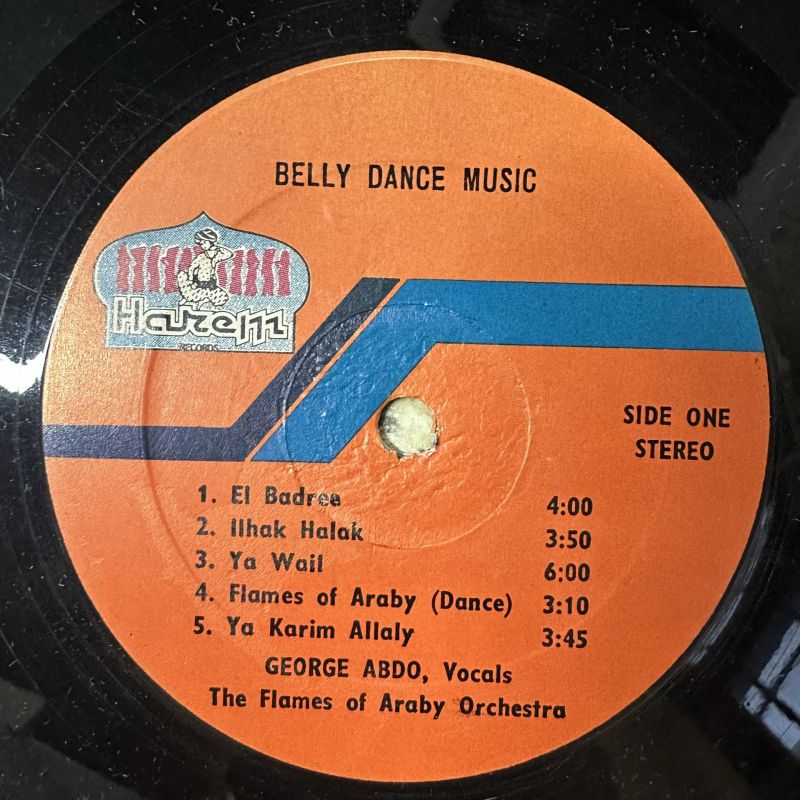 BELLY DANCE MUSIC
Harem
RECORDS
SIDE ONE
STEREO
1. El Badree 4:00
2. Ilhak Halak 3:50
3. Ya Wail 6:00
4. Flames of Araby (Dance) 3:10
5. Ya Karim Allaly 3:45
GEORGE ABDO, Vocals
The Flames of Araby Orchestra